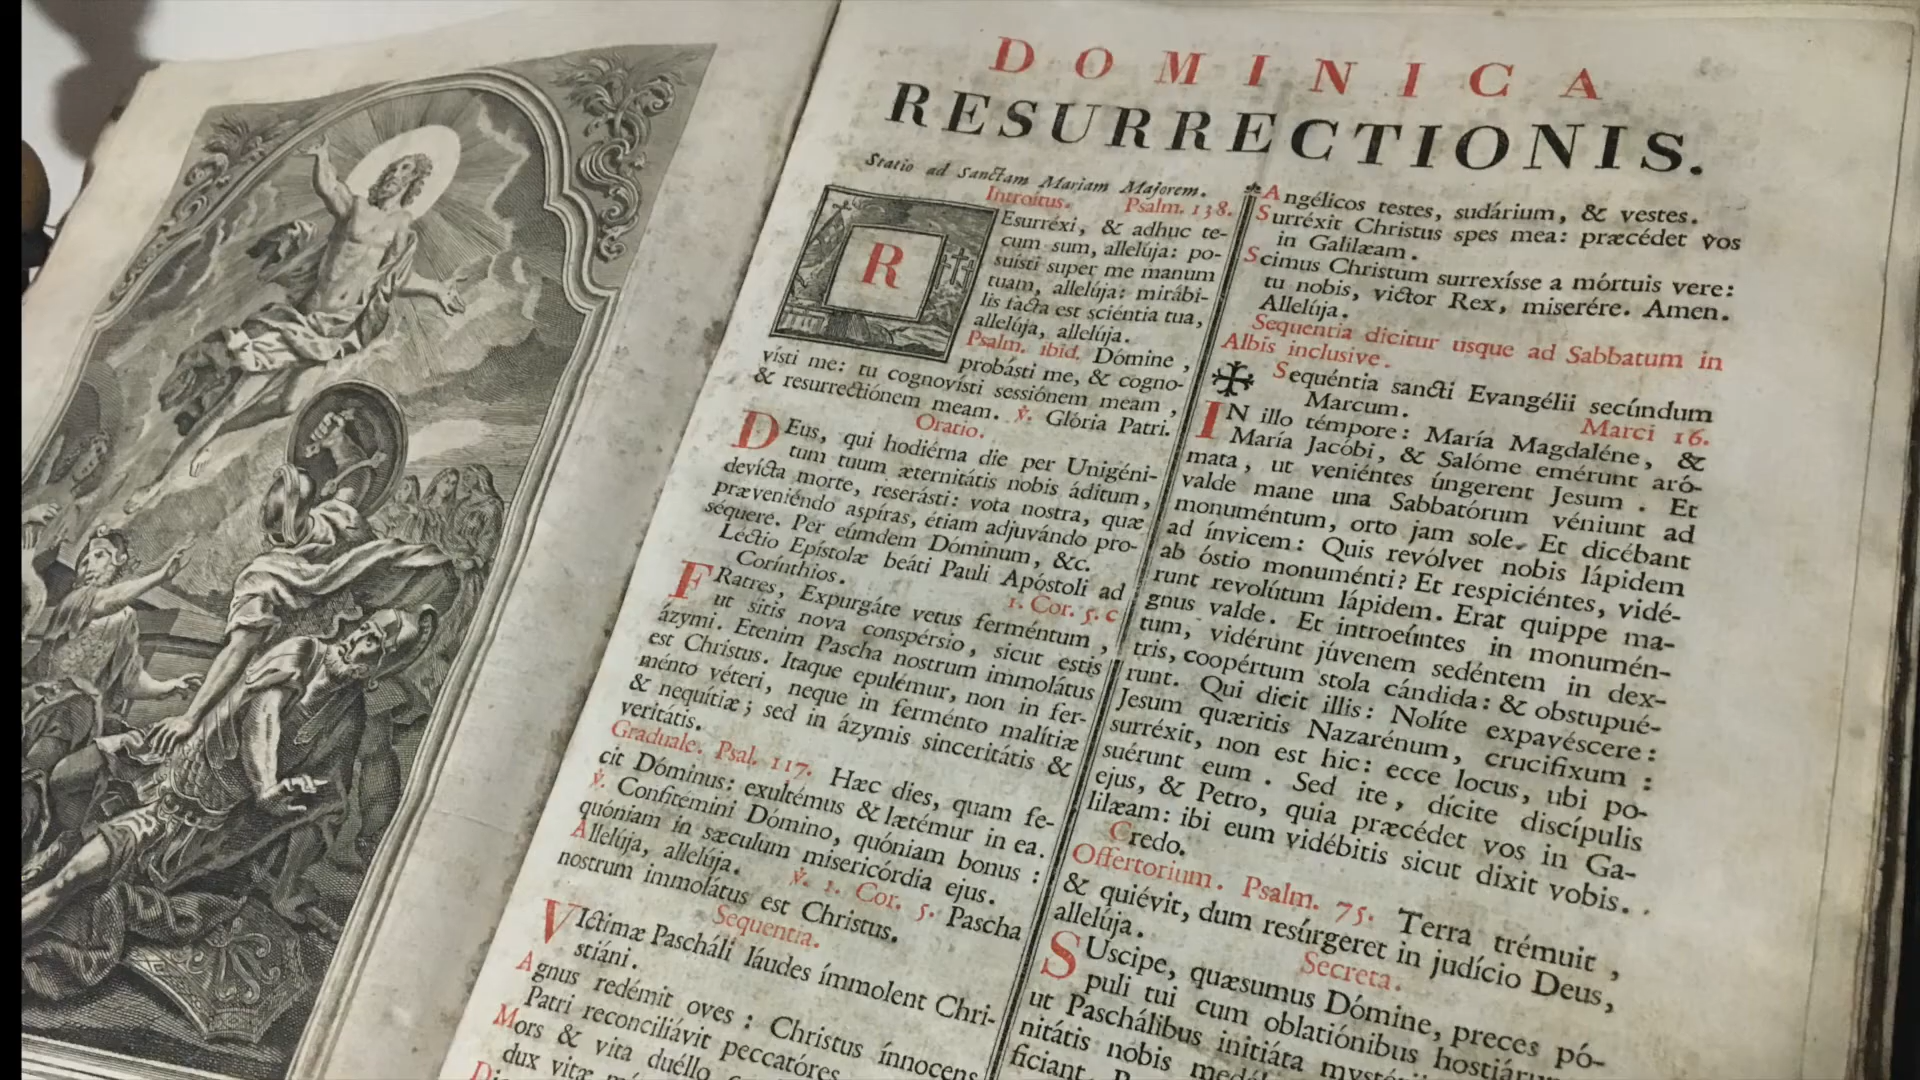 DOMINICA
RESURRECTIONIS.
Statio ad Sanctam Mariam Majorem.
Introitus. Psalm. 138.
R
Esurréxi, & adhuc te-
cum sum, allelúja: po-
suísti super me manum
tuam, allelúja: mirábi-
lis facta est sciéntia tua,
allelúja, allelúja.
Psalm. ibid. Dómine,
probásti me, & cogno-
vísti me: tu cognovísti sessiónem meam,
& resurrectiónem meam. ℣. Glória Patri.
Oratio.
DEus, qui hodiérna die per Unigéni-
tum tuum æternitátis nobis áditum,
devícta morte, reserásti: vota nostra, quæ
præveniéndo aspíras, étiam adjuvándo pro-
séquere. Per eúmdem Dóminum, &c.
Léctio Epístolæ beáti Pauli Apóstoli ad
Corínthios. 1. Cor. 5. c
FRatres, Expurgáte vetus ferméntum,
ut sitis nova conspérsio, sicut estis
ázymi. Etenim Pascha nostrum immolátus
est Christus. Itaque epulémur, non in fer-
ménto véteri, neque in ferménto malítiæ
& nequítiæ; sed in ázymis sinceritátis &
veritátis.
Graduale. Psal. 117. Hæc dies, quam fe-
cit Dóminus: exultémus & lætémur in ea.
℣. Confitémini Dómino, quóniam bonus:
quóniam in sæculum misericórdia ejus.
Allelúja, allelúja. ℣. 1. Cor. 5. Pascha
nostrum immolátus est Christus.
Sequentia.
VIctimæ Pascháli láudes ímmolent Chri-
stiáni.
Agnus redémit oves: Christus ínnocens
Patri reconciliávit peccatóres.
Mors & vita duéllo
dux vitæ
Angélicos testes, sudárium, & vestes.
Surréxit Christus spes mea: præcédet vos
in Galilæam.
Scimus Christum surrexísse a mórtuis vere:
tu nobis, victor Rex, miserére. Amen.
Allelúja.
Sequentia dicitur usque ad Sabbatum in
Albis inclusive.
✠ Sequéntia sancti Evangélii secúndum
Marcum. Marci 16.
IN illo témpore: María Magdaléne, &
María Jacóbi, & Salóme emérunt aró-
mata, ut veniéntes úngerent Jesum. Et
valde mane una Sabbatórum véniunt ad
monuméntum, orto jam sole. Et dicébant
ad ínvicem: Quis revólvet nobis lápidem
ab óstio monuménti? Et respiciéntes, vidé-
runt revolútum lápidem. Erat quippe ma-
gnus valde. Et introeúntes in monumén-
tum, vidérunt júvenem sedéntem in dex-
tris, coopértum stola cándida: & obstupué-
runt. Qui dicit illis: Nolíte expavéscere:
Jesum quæritis Nazarénum, crucifíxum:
surréxit, non est hic: ecce locus, ubi po-
suérunt eum. Sed ite, dícite discípulis
ejus, & Petro, quia præcédet vos in Ga-
lilæam: ibi eum vidébitis sicut dixit vobis.
Credo.
Offertorium. Psalm. 75. Terra trémuit,
& quiévit, dum resúrgeret in judício Deus,
allelúja.
Secreta.
SUscipe, quæsumus Dómine, preces pó-
puli tui cum oblatiónibus hostiárum
ut Paschálibus initiáta
nitátis nobis
ficiant.